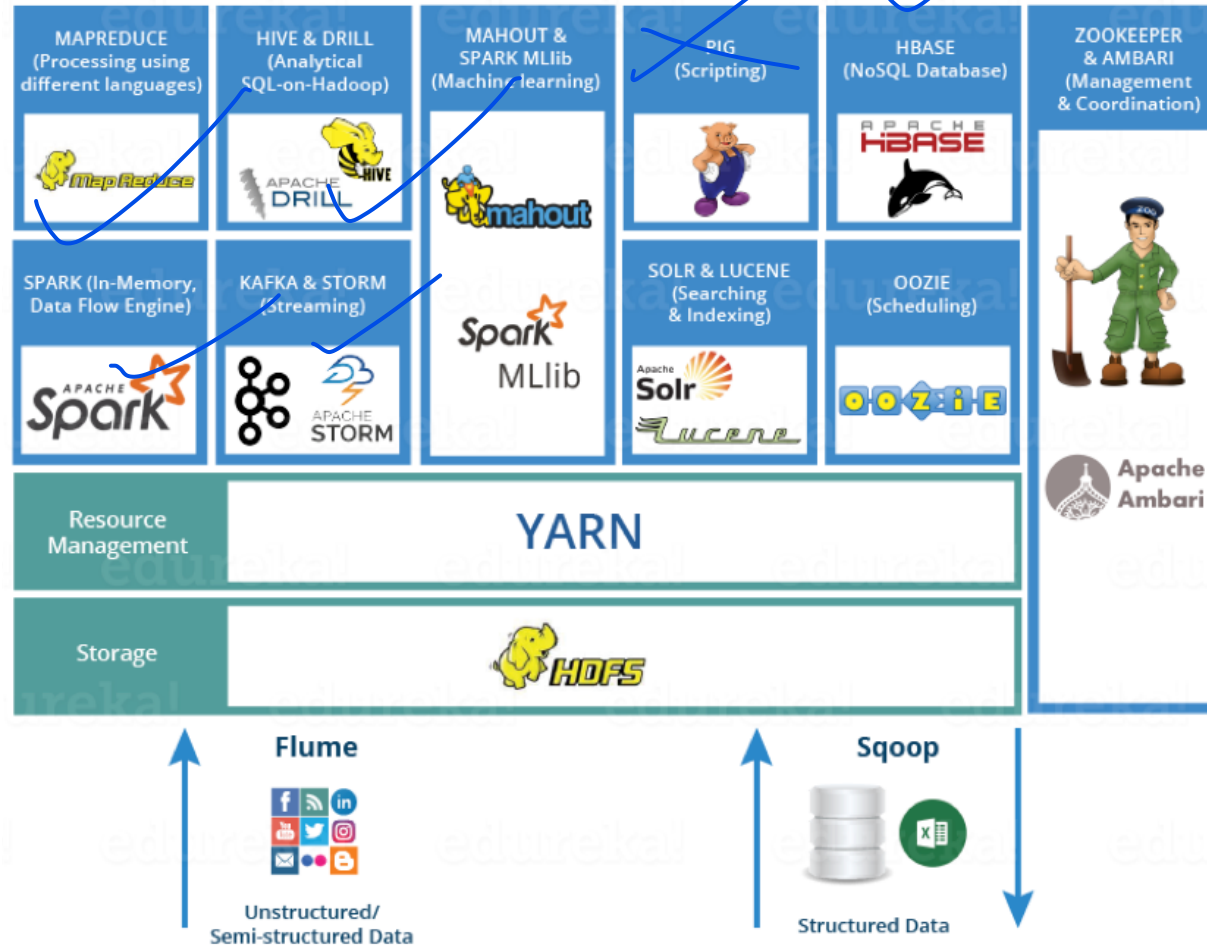 MAPREDUCE
(Processing using
different languages)
HIVE & DRILL
(Analytical
SQL-on-Hadoop)
MAHOUT &
SPARK MLlib
(Machine learning)
PIG
(Scripting)
HBASE
(NoSQL Database)
ZOOKEEPER
& AMBARI
(Management
& Coordination)
Map Reduce
APACHE
DRILL
HIVE
mahout
APACHE
HBASE
ZOO
SPARK (In-Memory,
Data Flow Engine)
KAFKA & STORM
(Streaming)
Spark
MLlib
SOLR & LUCENE
(Searching
& Indexing)
OOZIE
(Scheduling)
APACHE
Spark
APACHE
STORM
Apache
Solr
Lucene
OOZiE
Apache
Ambari
Resource
Management
YARN
Storage
HDFS
Flume
Sqoop
Unstructured/
Semi-structured Data
Structured Data
edureka!